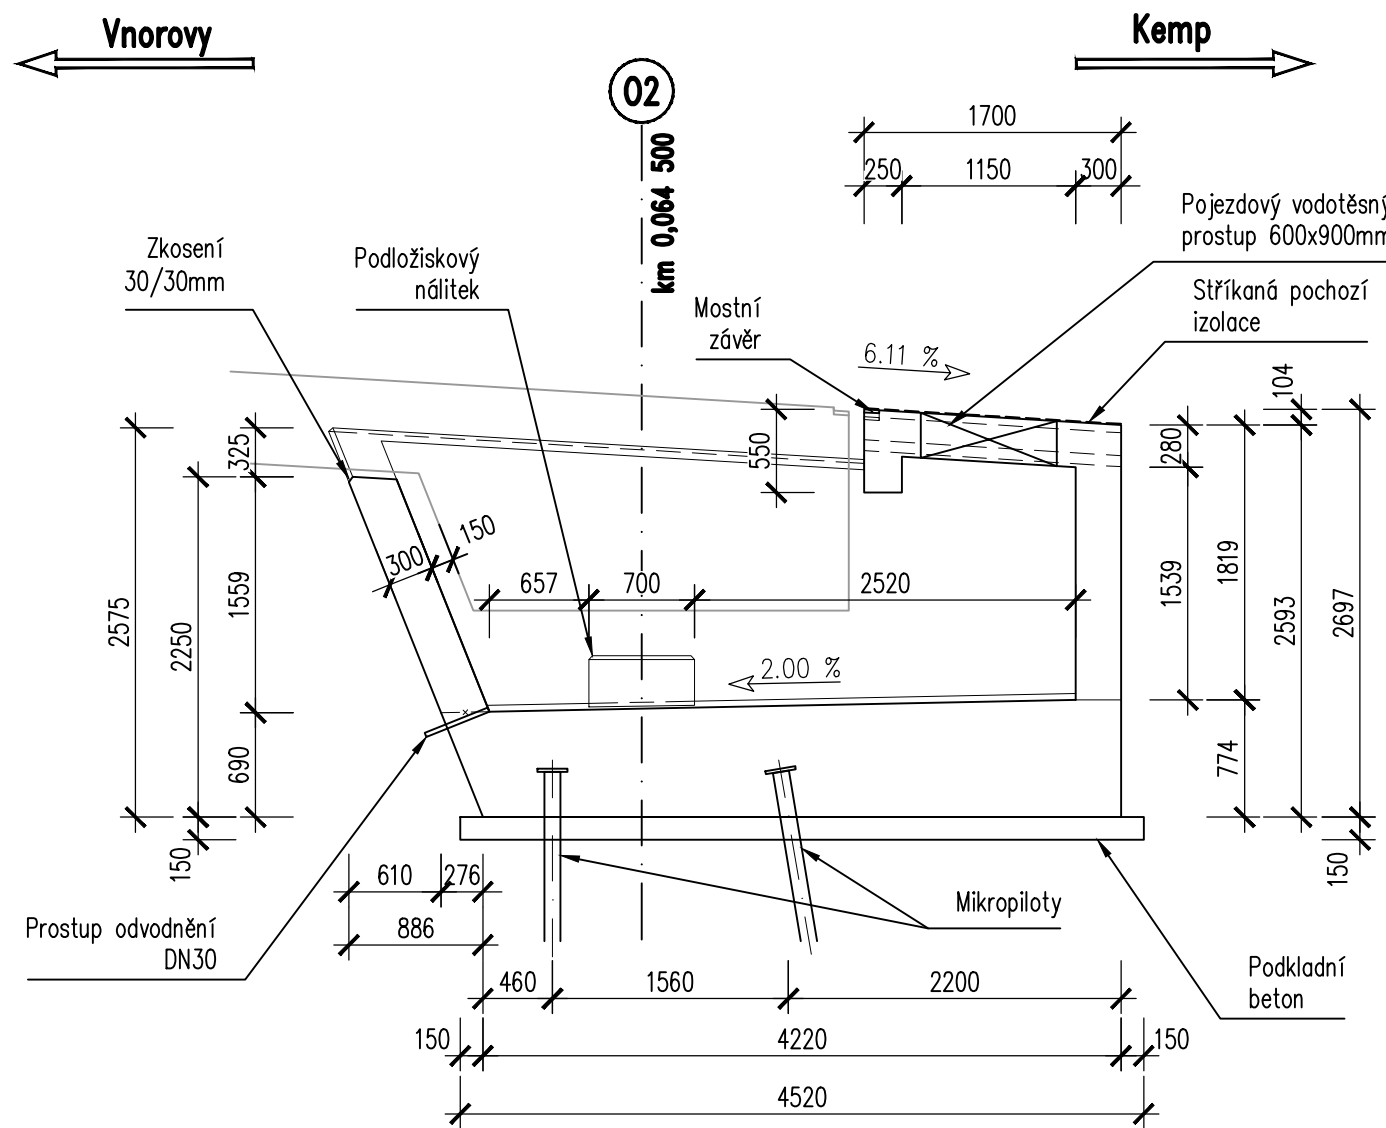 Vnorovy
Kemp
02
km 0,064 500
1700
250
1150
300
Pojezdový vodotěsný
prostup 600x900mm
Zkosení
30/30mm
Podložiskový
nálitek
Mostní
závěr
Stříkaná pochozí
izolace
6.11 %
104
550
280
325
2575
2250
1559
690
150
300
150
657
700
2520
1539
1819
2593
2697
2.00 %
774
150
610
276
886
Mikropiloty
Prostup odvodnění
DN30
460
1560
2200
Podkladní
beton
150
4220
150
4520